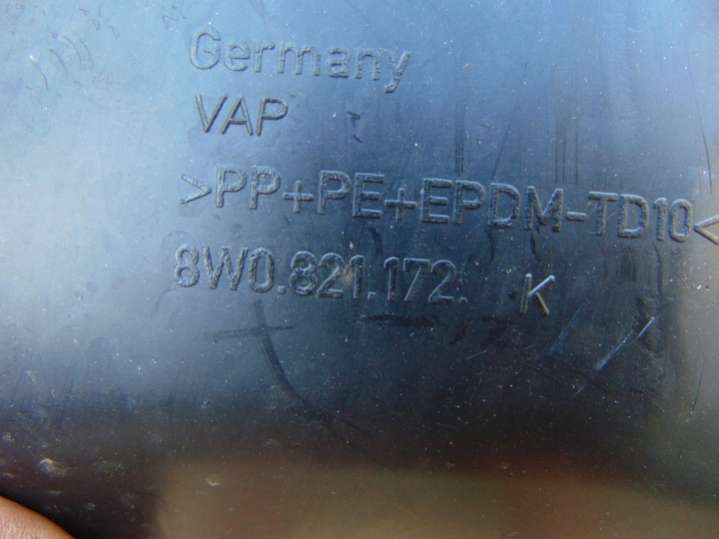 Germany
VAP
>PP+PE+EPDM-TD10<
8W0.821.172. K